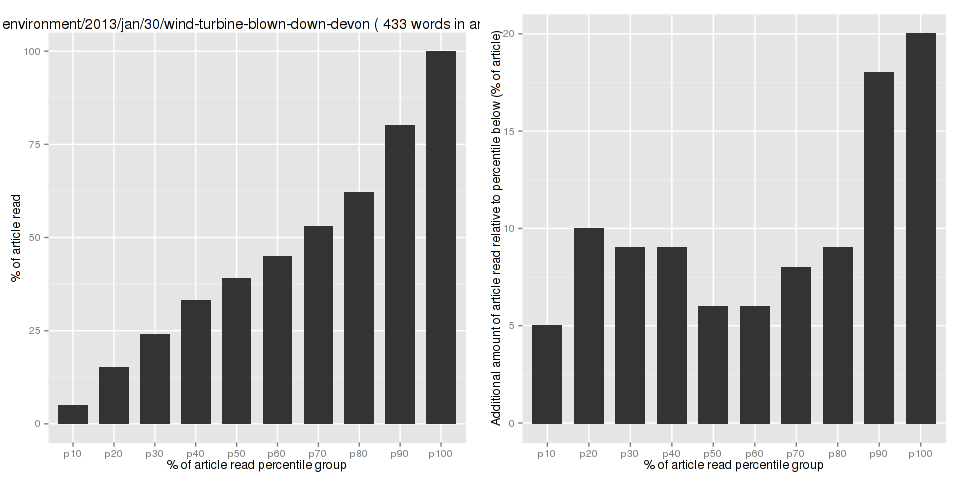 environment/2013/jan/30/wind-turbine-blown-down-devon ( 433 words in ar
% of article read
100
75
50
25
0
p10 p20 p30 p40 p50 p60 p70 p80 p90 p100
% of article read percentile group
Additional amount of article read relative to percentile below (% of article)
20
15
10
5
0
p10 p20 p30 p40 p50 p60 p70 p80 p90 p100
% of article read percentile group